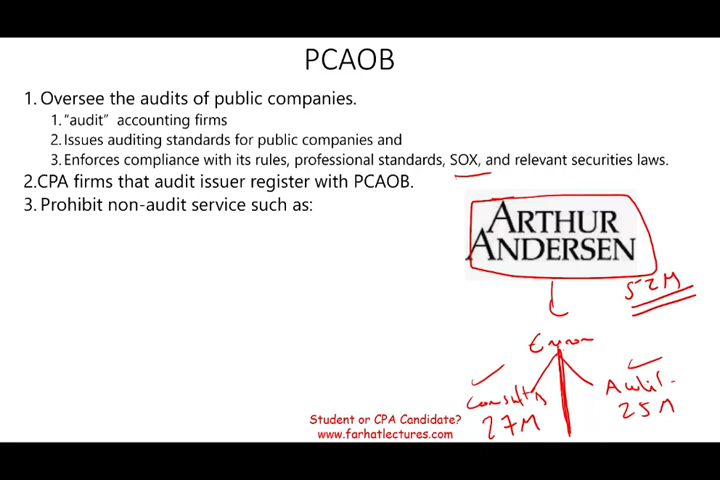 PCAOB
1. Oversee the audits of public companies.
1. “audit” accounting firms
2. Issues auditing standards for public companies and
3. Enforces compliance with its rules, professional standards, SOX, and relevant securities laws.
2.CPA firms that audit issuer register with PCAOB.
3. Prohibit non-audit service such as:
ARTHUR
ANDERSEN
52M
Enron
Audit
25M
27M
Student or CPA Candidate?
www.farhatlectures.com